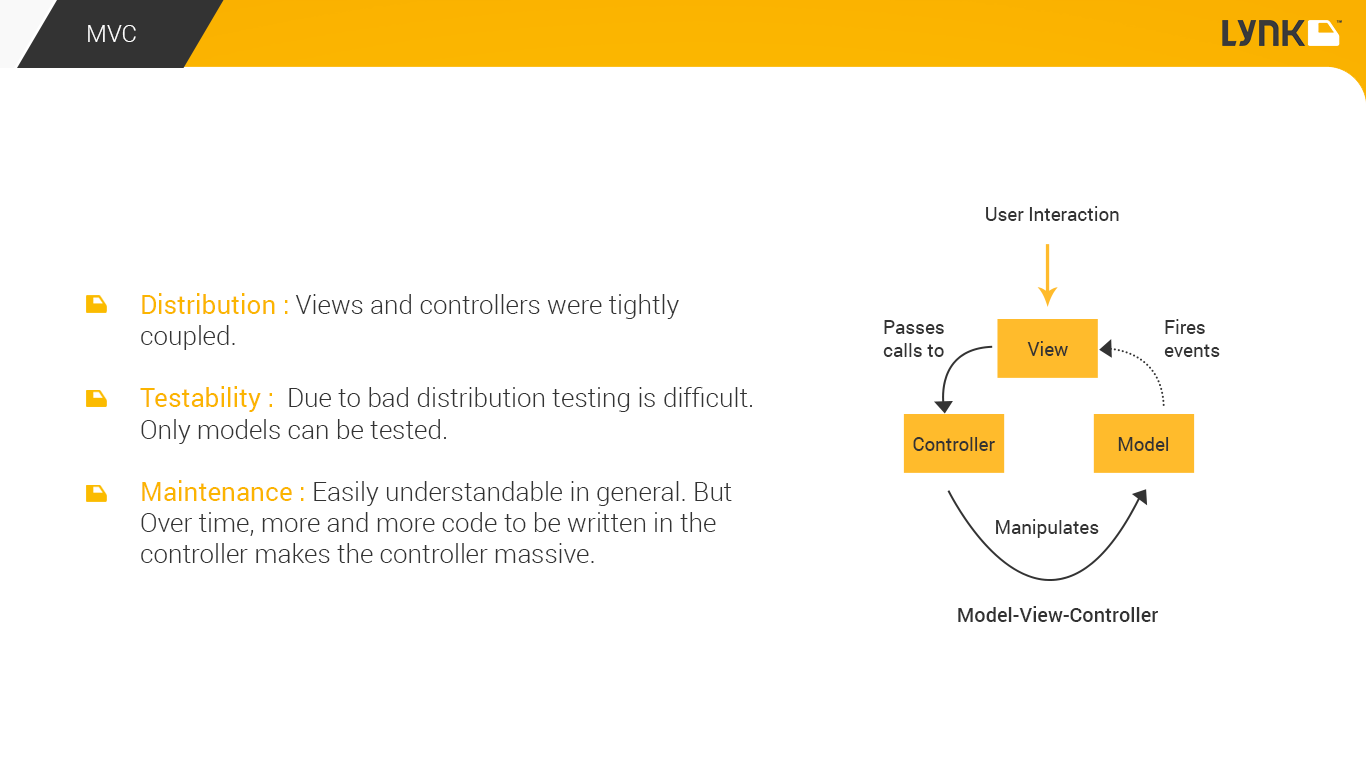 MVC
LYNK
™
Distribution : Views and controllers were tightly
coupled.
Testability :  Due to bad distribution testing is difficult.
Only models can be tested.
Maintenance : Easily understandable in general. But
Over time, more and more code to be written in the
controller makes the controller massive.
User Interaction
Passes
calls to
View
Fires
events
Controller
Model
Manipulates
Model-View-Controller